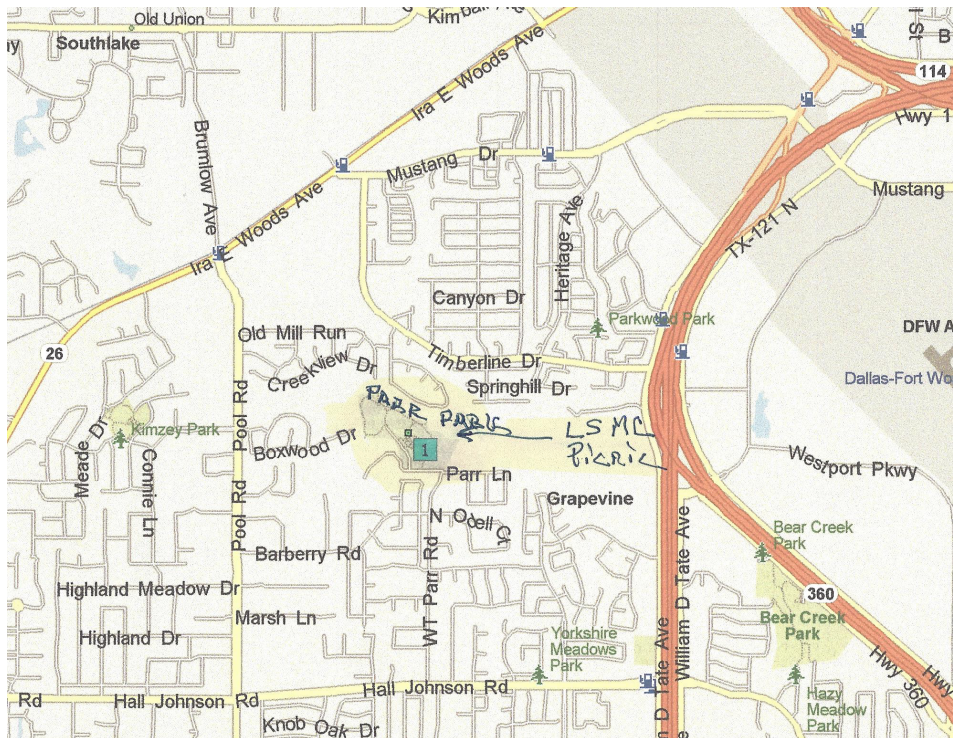 Kimball
Old Union
Southlake
114
Hwy 1
Ira E Woods Ave
Brumlow Ave
Mustang Dr
Mustang
TX-121 N
Heritage Ave
Ira E Woods Ave
Canyon Dr
Parkwood Park
DFW A
Old Mill Run
26
Timberline Dr
Creekview Dr
Springhill Dr
Dallas-Fort Wo
PARR PARK
LSMC
PICNIC
Kimzey Park
Meade Dr
Connie Ln
Pool Rd
Boxwood Dr
1
Parr Ln
Westport Pkwy
Grapevine
N Odell Ct
Pool Rd
Barberry Rd
WT Parr Rd
William D Tate Ave
Bear Creek
Park
Highland Meadow Dr
360
Marsh Ln
Bear Creek
Park
Highland Dr
Yorkshire
Meadows
Park
m D Tate Ave
Hwy 360
Hwy
Rd
Hall Johnson Rd
Hall Johnson Rd
Hazy
Meadow
Park
Knob Oak Dr